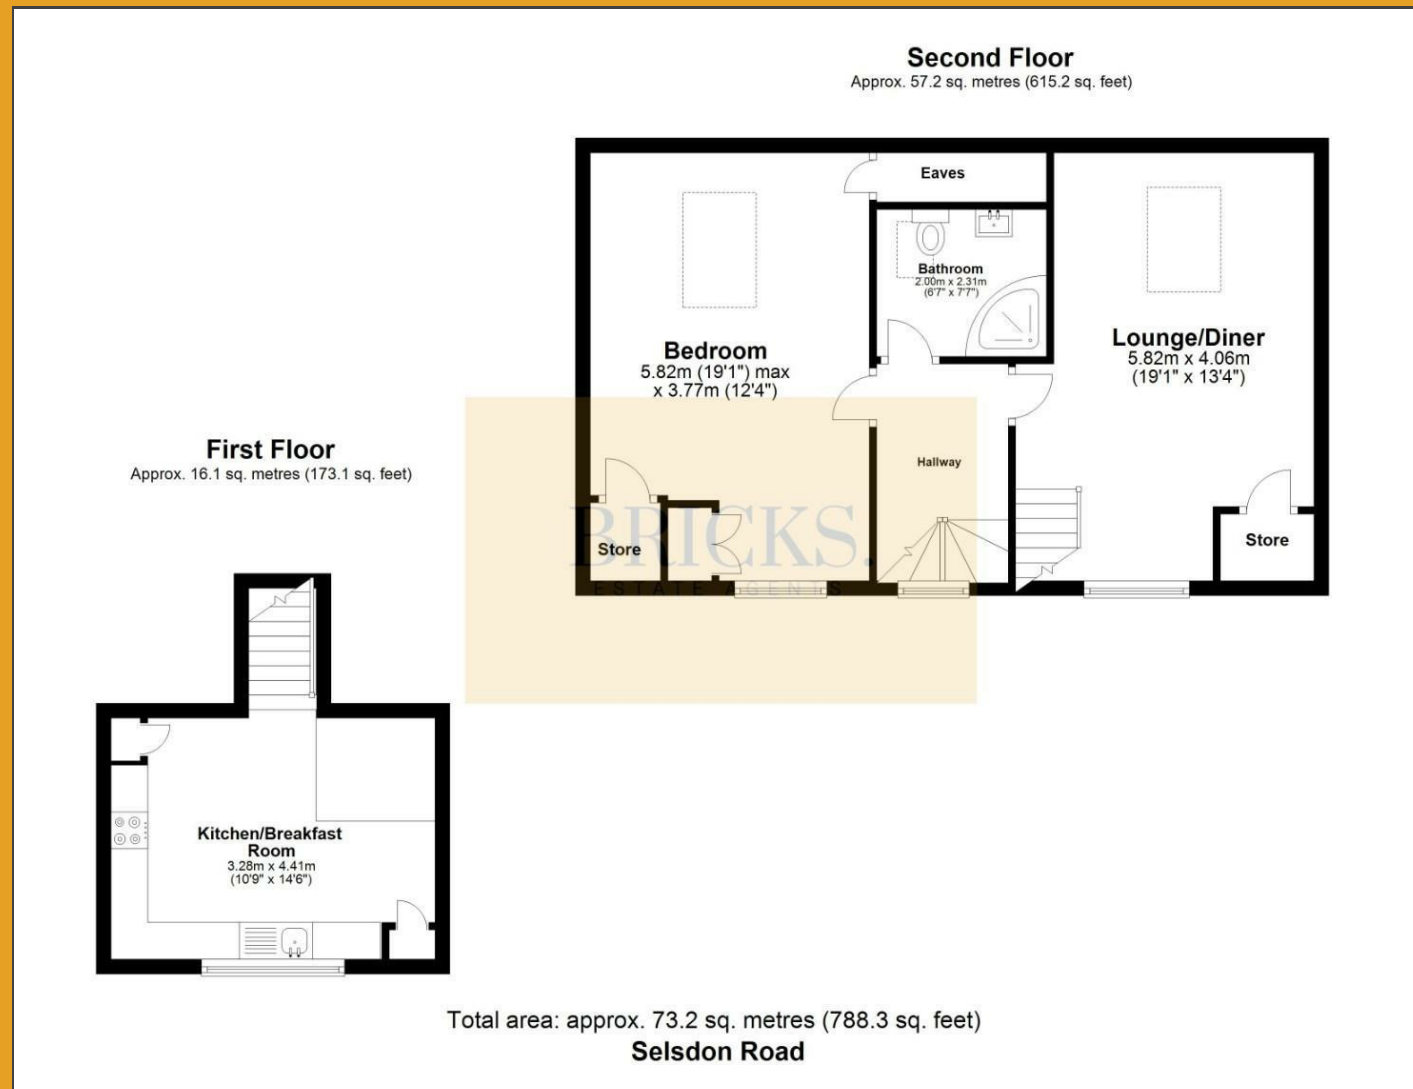 Second Floor
Approx. 57.2 sq. metres (615.2 sq. feet)
Eaves
Bathroom
2.00m x 2.31m
(6'7" x 7'7")
Bedroom
5.82m (19'1") max
x 3.77m (12'4")
Lounge/Diner
5.82m x 4.06m
(19'1" x 13'4")
Hallway
Store
Store
BRICKS.
ESTATE AGENTS
First Floor
Approx. 16.1 sq. metres (173.1 sq. feet)
Kitchen/Breakfast
Room
3.28m x 4.41m
(10'9" x 14'6")
Total area: approx. 73.2 sq. metres (788.3 sq. feet)
Selsdon Road